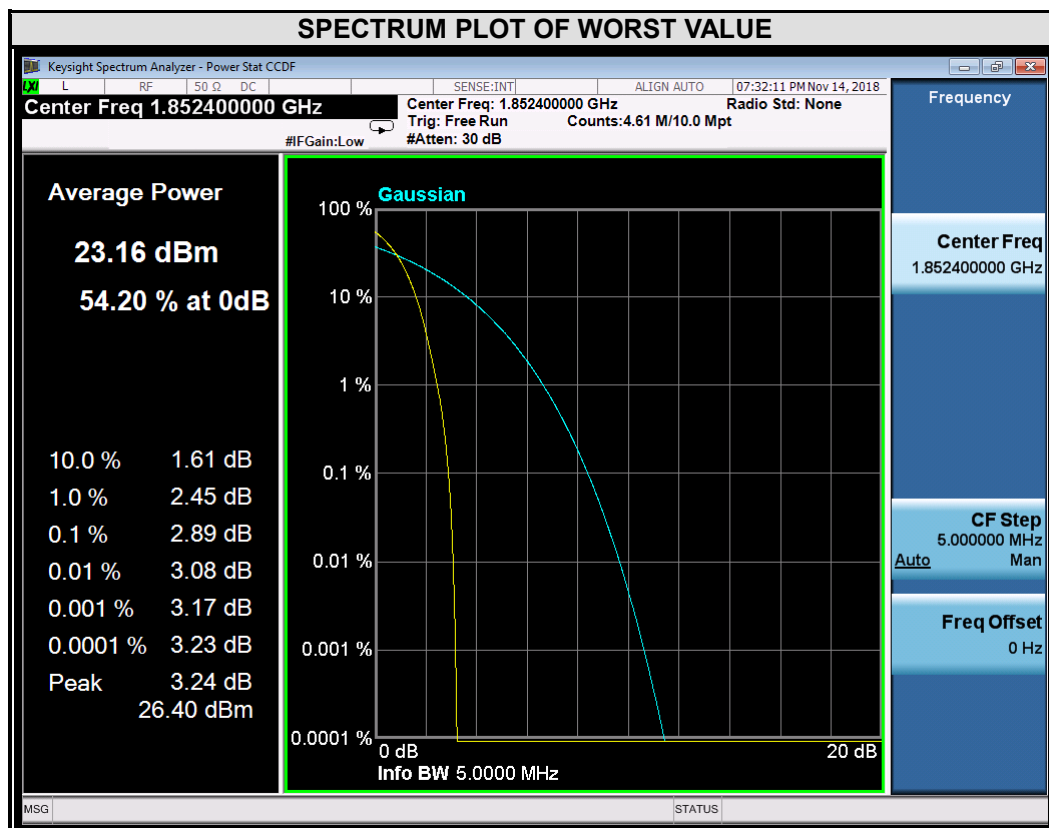 SPECTRUM PLOT OF WORST VALUE
Keysight Spectrum Analyzer - Power Stat CCDF
LXI L RF 50 Ω DC SENSE:INT ALIGN AUTO 07:32:11 PM Nov 14, 2018
Center Freq 1.852400000 GHz
Center Freq: 1.852400000 GHz Radio Std: None
Trig: Free Run Counts:4.61 M/10.0 Mpt
#IFGain:Low #Atten: 30 dB
Average Power
23.16 dBm
54.20 % at 0dB
10.0 % 1.61 dB
1.0 % 2.45 dB
0.1 % 2.89 dB
0.01 % 3.08 dB
0.001 % 3.17 dB
0.0001 % 3.23 dB
Peak 3.24 dB
26.40 dBm
Gaussian
100 %
10 %
1 %
0.1 %
0.01 %
0.001 %
0.0001 %
0 dB 20 dB
Info BW 5.0000 MHz
Frequency
Center Freq
1.852400000 GHz
CF Step
5.000000 MHz
Auto Man
Freq Offset
0 Hz
MSG STATUS